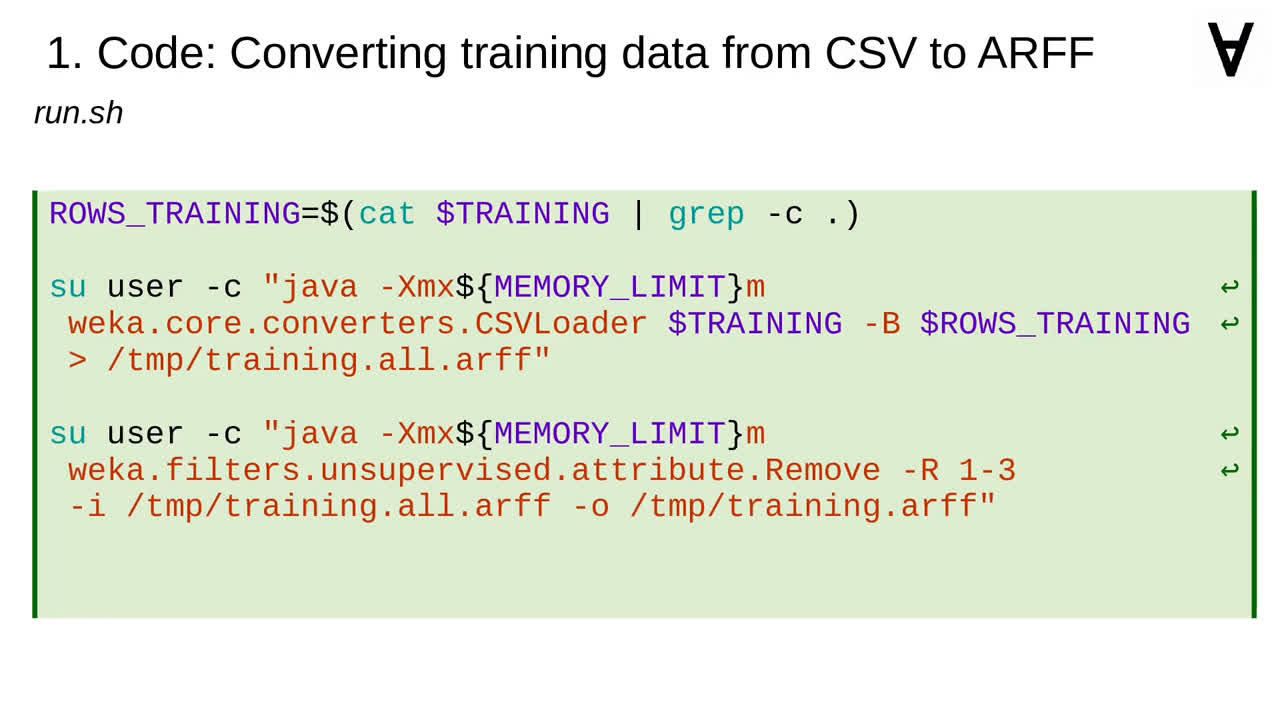 1. Code: Converting training data from CSV to ARFF
∀
run.sh
ROWS_TRAINING=$(cat $TRAINING | grep -c .)
su user -c "java -Xmx${MEMORY_LIMIT}m ↩
weka.core.converters.CSVLoader $TRAINING -B $ROWS_TRAINING ↩
> /tmp/training.all.arff"
su user -c "java -Xmx${MEMORY_LIMIT}m ↩
weka.filters.unsupervised.attribute.Remove -R 1-3 ↩
-i /tmp/training.all.arff -o /tmp/training.arff"